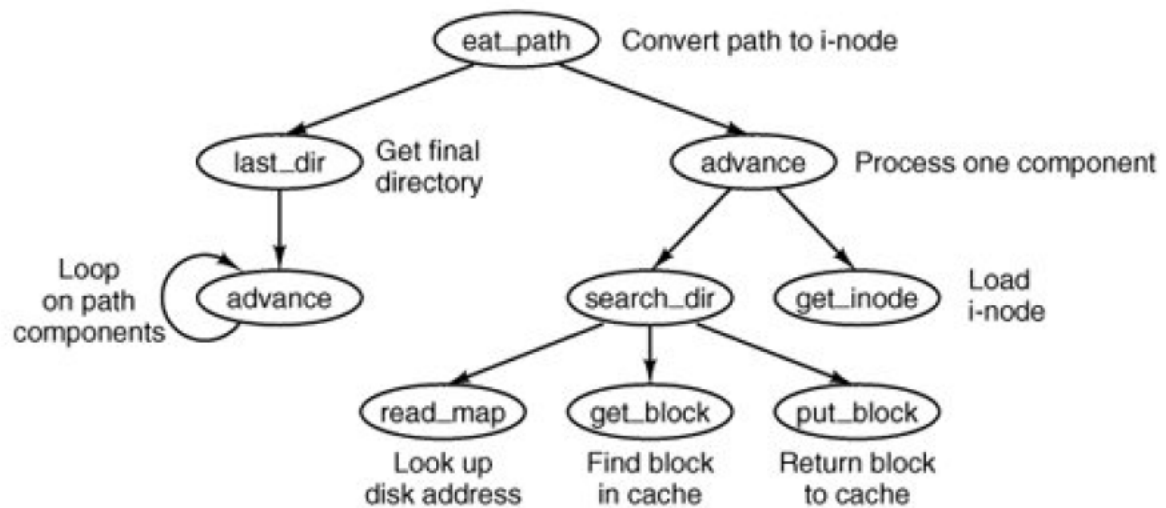 eat_path
Convert path to i-node
last_dir
Get final
directory
advance
Process one component
Loop
on path
components
advance
search_dir
get_inode
Load
i-node
read_map
get_block
put_block
Look up
disk address
Find block
in cache
Return block
to cache